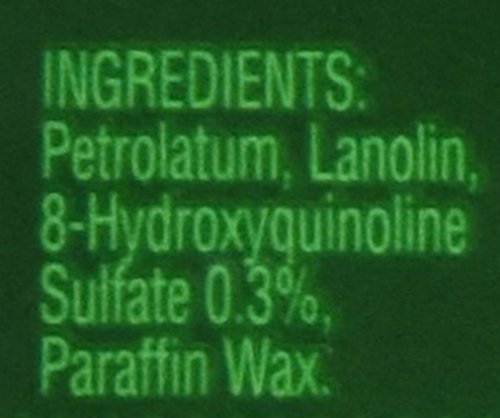 INGREDIENTS:
Petrolatum, Lanolin,
8-Hydroxyquinoline
Sulfate 0.3%,
Paraffin Wax.